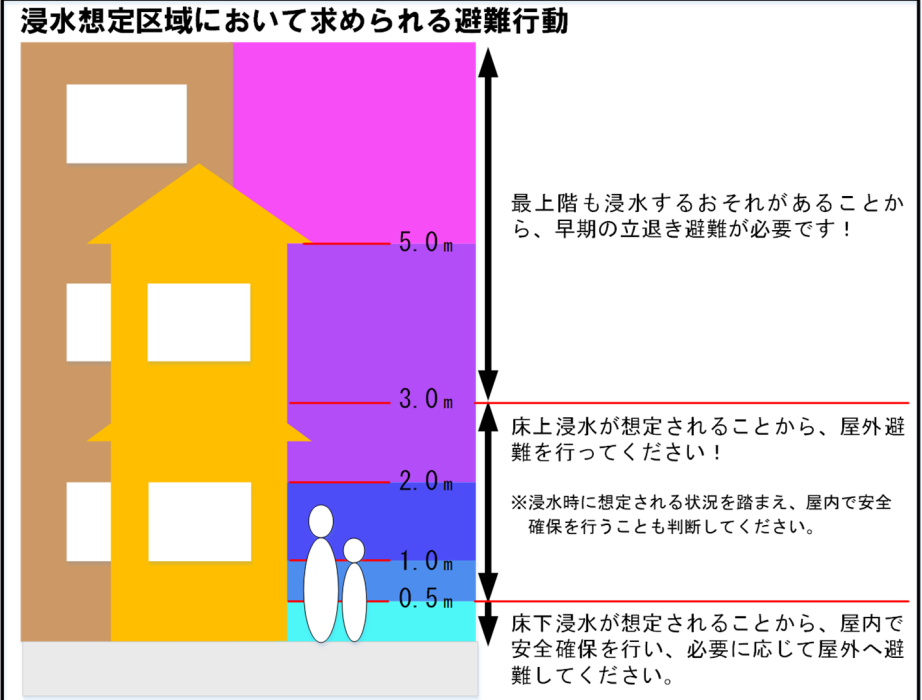 浸水想定区域において求められる避難行動
最上階も浸水するおそれがあることか
ら、早期の立退き避難が必要です！
5.0m
3.0m
床上浸水が想定されることから、屋外避
難を行ってください！
2.0m
※浸水時に想定される状況を踏まえ、屋内で安全
確保を行うことも判断してください。
1.0m
0.5m
床下浸水が想定されることから、屋内で
安全確保を行い、必要に応じて屋外へ避
難してください。